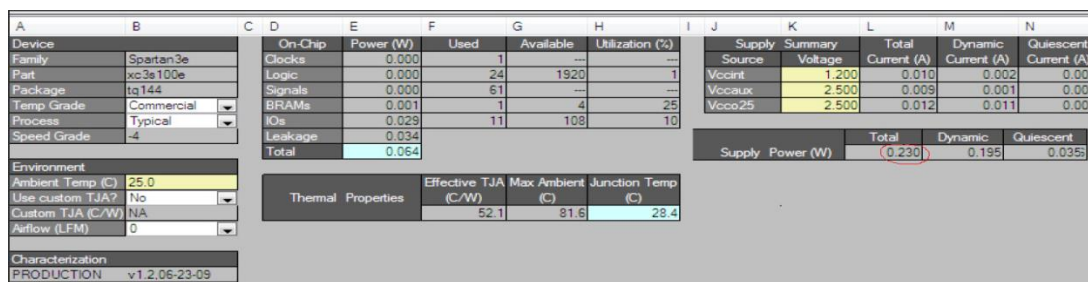 A B C D E F G H I J K L M N
Device On-Chip Power (W) Used Available Utilization (%) Supply Summary Total Dynamic Quiescent
Family Spartan3e Clocks 0.000 1 --- --- Source Voltage Current (A) Current (A) Current (A
Part xc3s100e Logic 0.000 24 1920 1 Vccint 1.200 0.010 0.002 0.00
Package tq144 Signals 0.000 61 --- --- Vccaux 2.500 0.009 0.001 0.00
Temp Grade Commercial BRAMs 0.001 1 4 25 Vcco25 2.500 0.012 0.011 0.00
Process Typical IOs 0.029 11 108 10
Speed Grade -4 Leakage 0.034 Total Dynamic Quiescent
Total 0.064 Supply Power (W) 0.230 0.195 0.035
Environment
Ambient Temp (C) 25.0 Effective TJA Max Ambient Junction Temp
Use custom TJA? No Thermal Properties (C/W) (C) (C)
Custom TJA (C/W) NA 52.1 81.6 28.4
Airflow (LFM) 0
Characterization
PRODUCTION v1.2,06-23-09